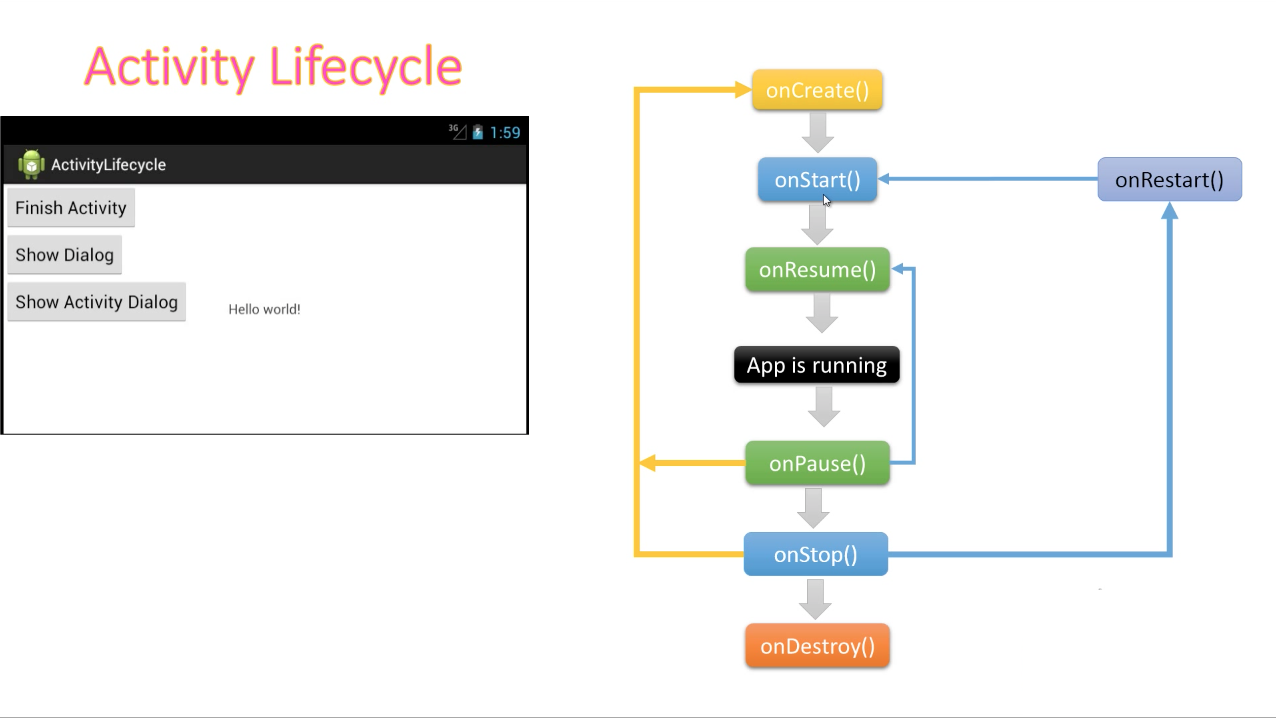 Activity Lifecycle
3G 1:59
ActivityLifecycle
Finish Activity
Show Dialog
Show Activity Dialog
Hello world!
onCreate()
onStart()
onRestart()
onResume()
App is running
onPause()
onStop()
onDestroy()